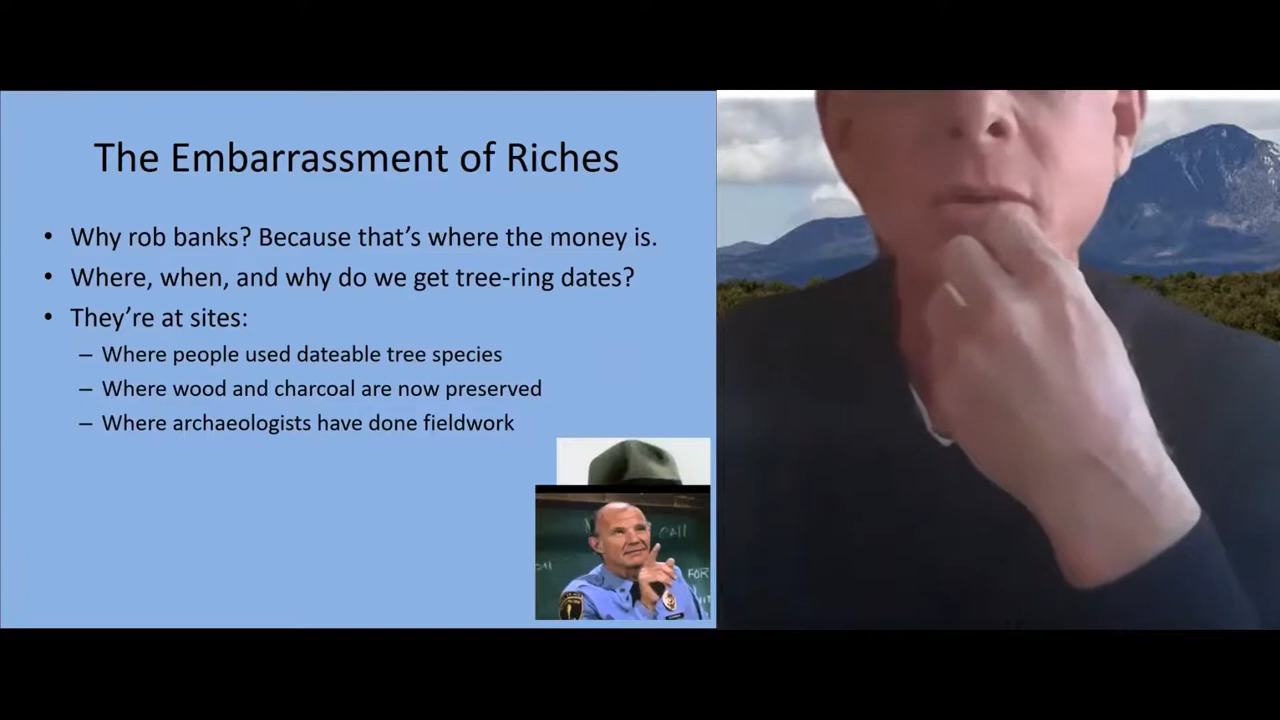 The Embarrassment of Riches
• Why rob banks? Because that’s where the money is.
• Where, when, and why do we get tree-ring dates?
• They’re at sites:
– Where people used dateable tree species
– Where wood and charcoal are now preserved
– Where archaeologists have done fieldwork
FOR